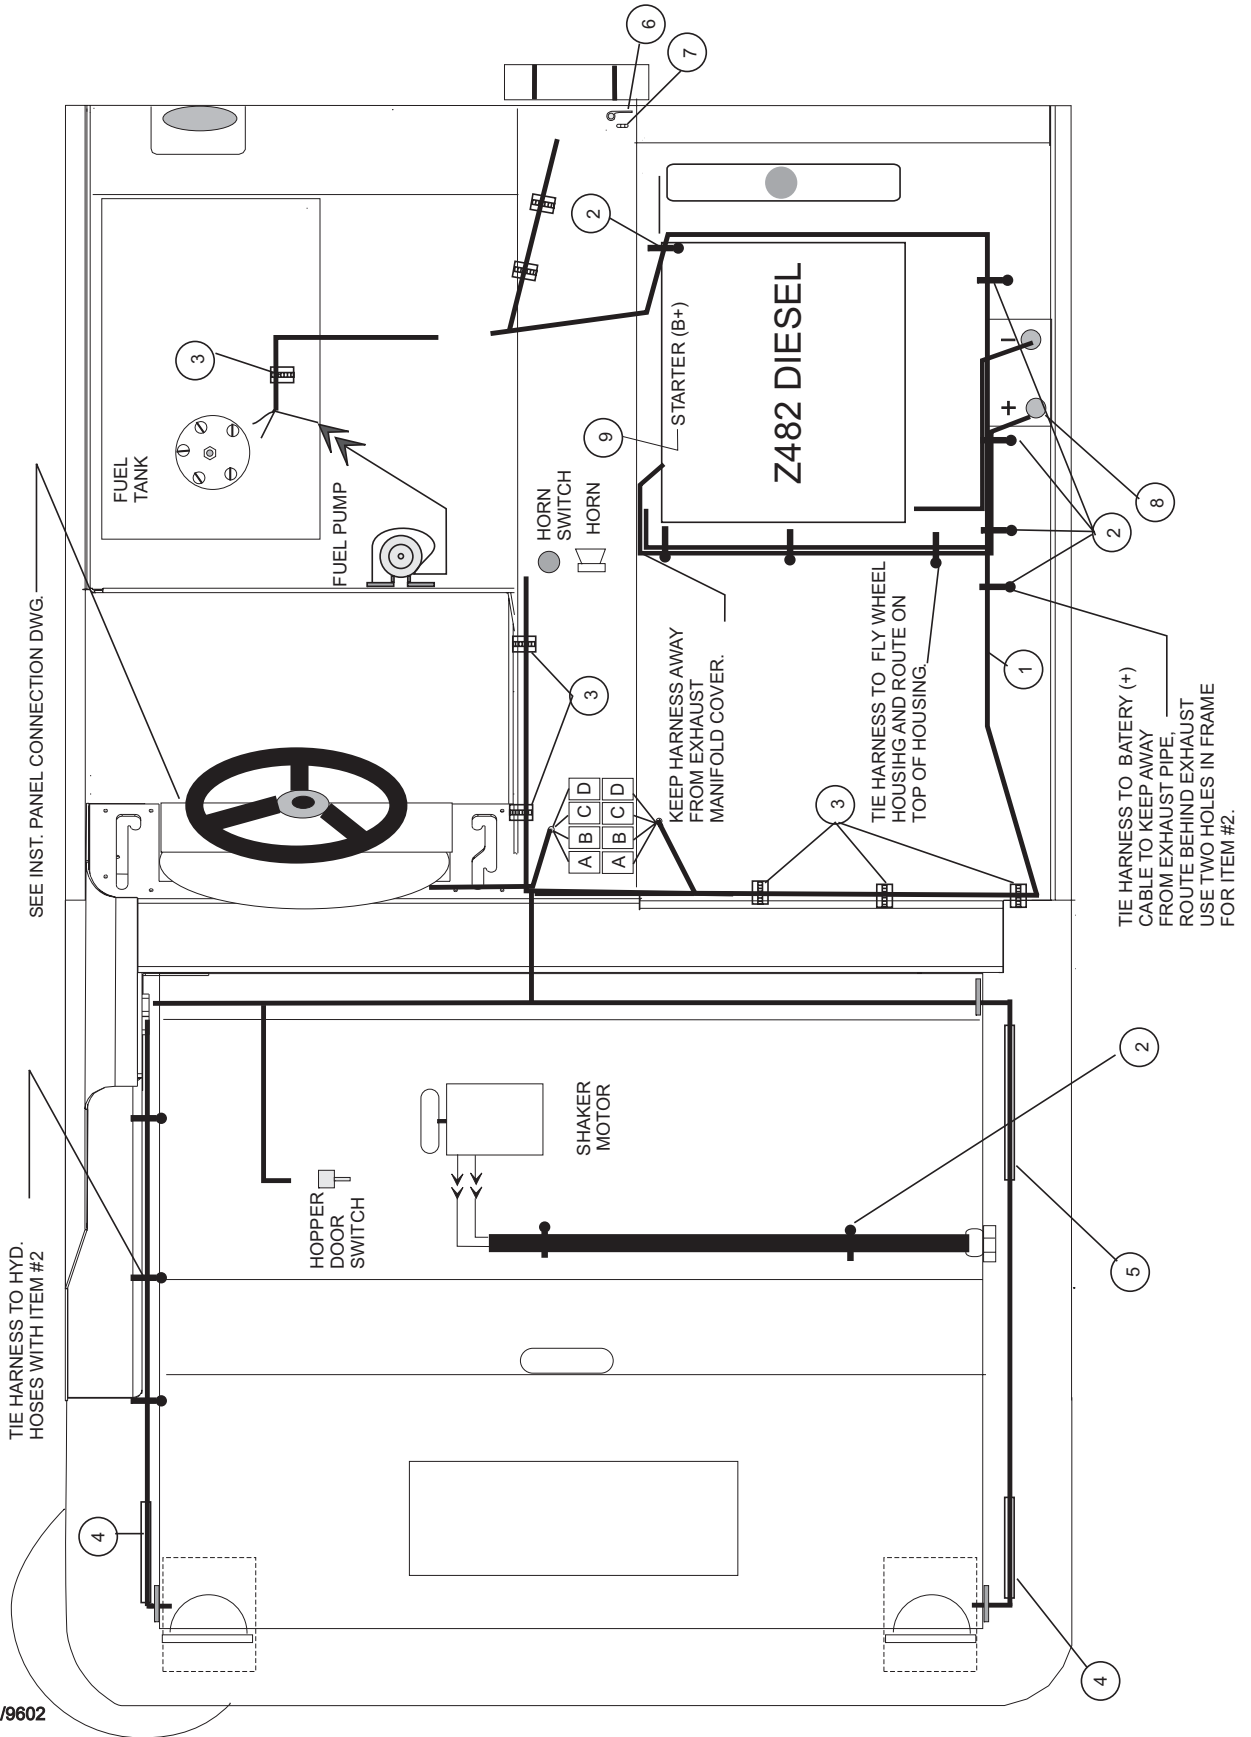 SEE INST. PANEL CONNECTION DWG.
TIE HARNESS TO HYD.
HOSES WITH ITEM #2
FUEL
TANK
3
FUEL PUMP
6
7
2
HORN
SWITCH
HORN
9
STARTER (B+)
Z482 DIESEL
3
A B C D
A B C D
KEEP HARNESS AWAY
FROM EXHAUST
MANIFOLD COVER.
TIE HARNESS TO FLY WHEEL
HOUSIHG AND ROUTE ON
TOP OF HOUSING.
3
+
–
8
2
1
TIE HARNESS TO BATERY (+)
CABLE TO KEEP AWAY
FROM EXHAUST PIPE,
ROUTE BEHIND EXHAUST
USE TWO HOLES IN FRAME
FOR ITEM #2.
HOPPER
DOOR
SWITCH
SHAKER
MOTOR
2
5
4
4
/9602